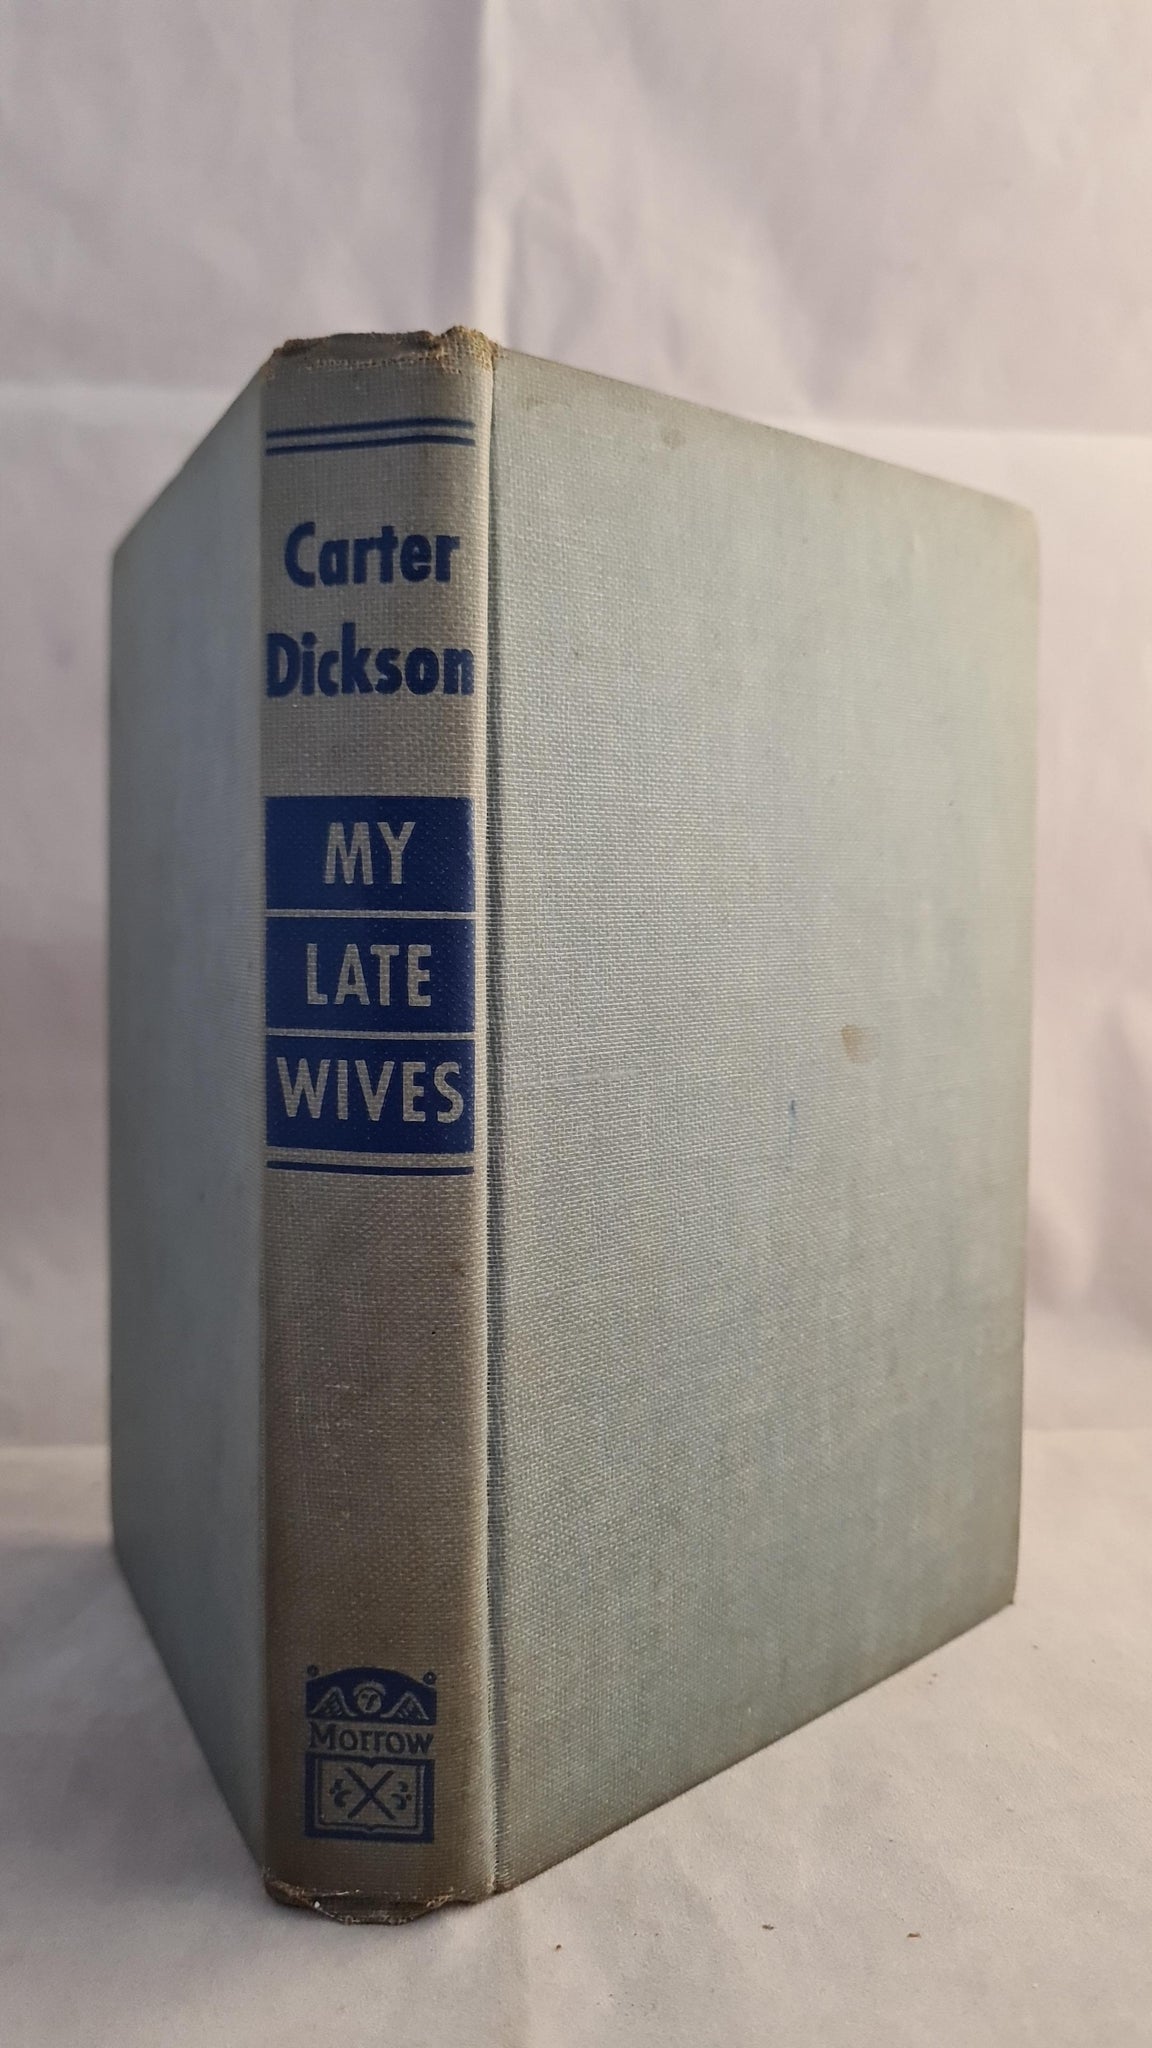 Carter
Dickson
MY
LATE
WIVES
Morrow